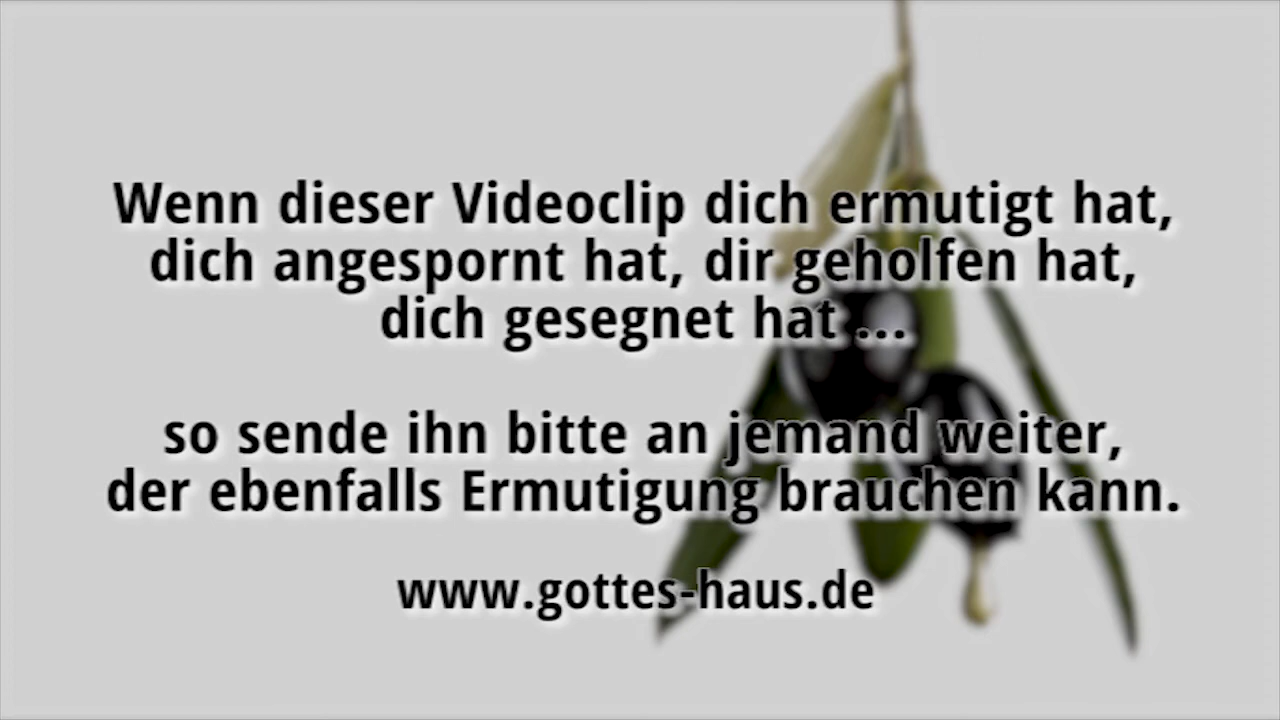 Wenn dieser Videoclip dich ermutigt hat,
dich angespornt hat, dir geholfen hat,
dich gesegnet hat ...
so sende ihn bitte an jemand weiter,
der ebenfalls Ermutigung brauchen kann.
www.gottes-haus.de